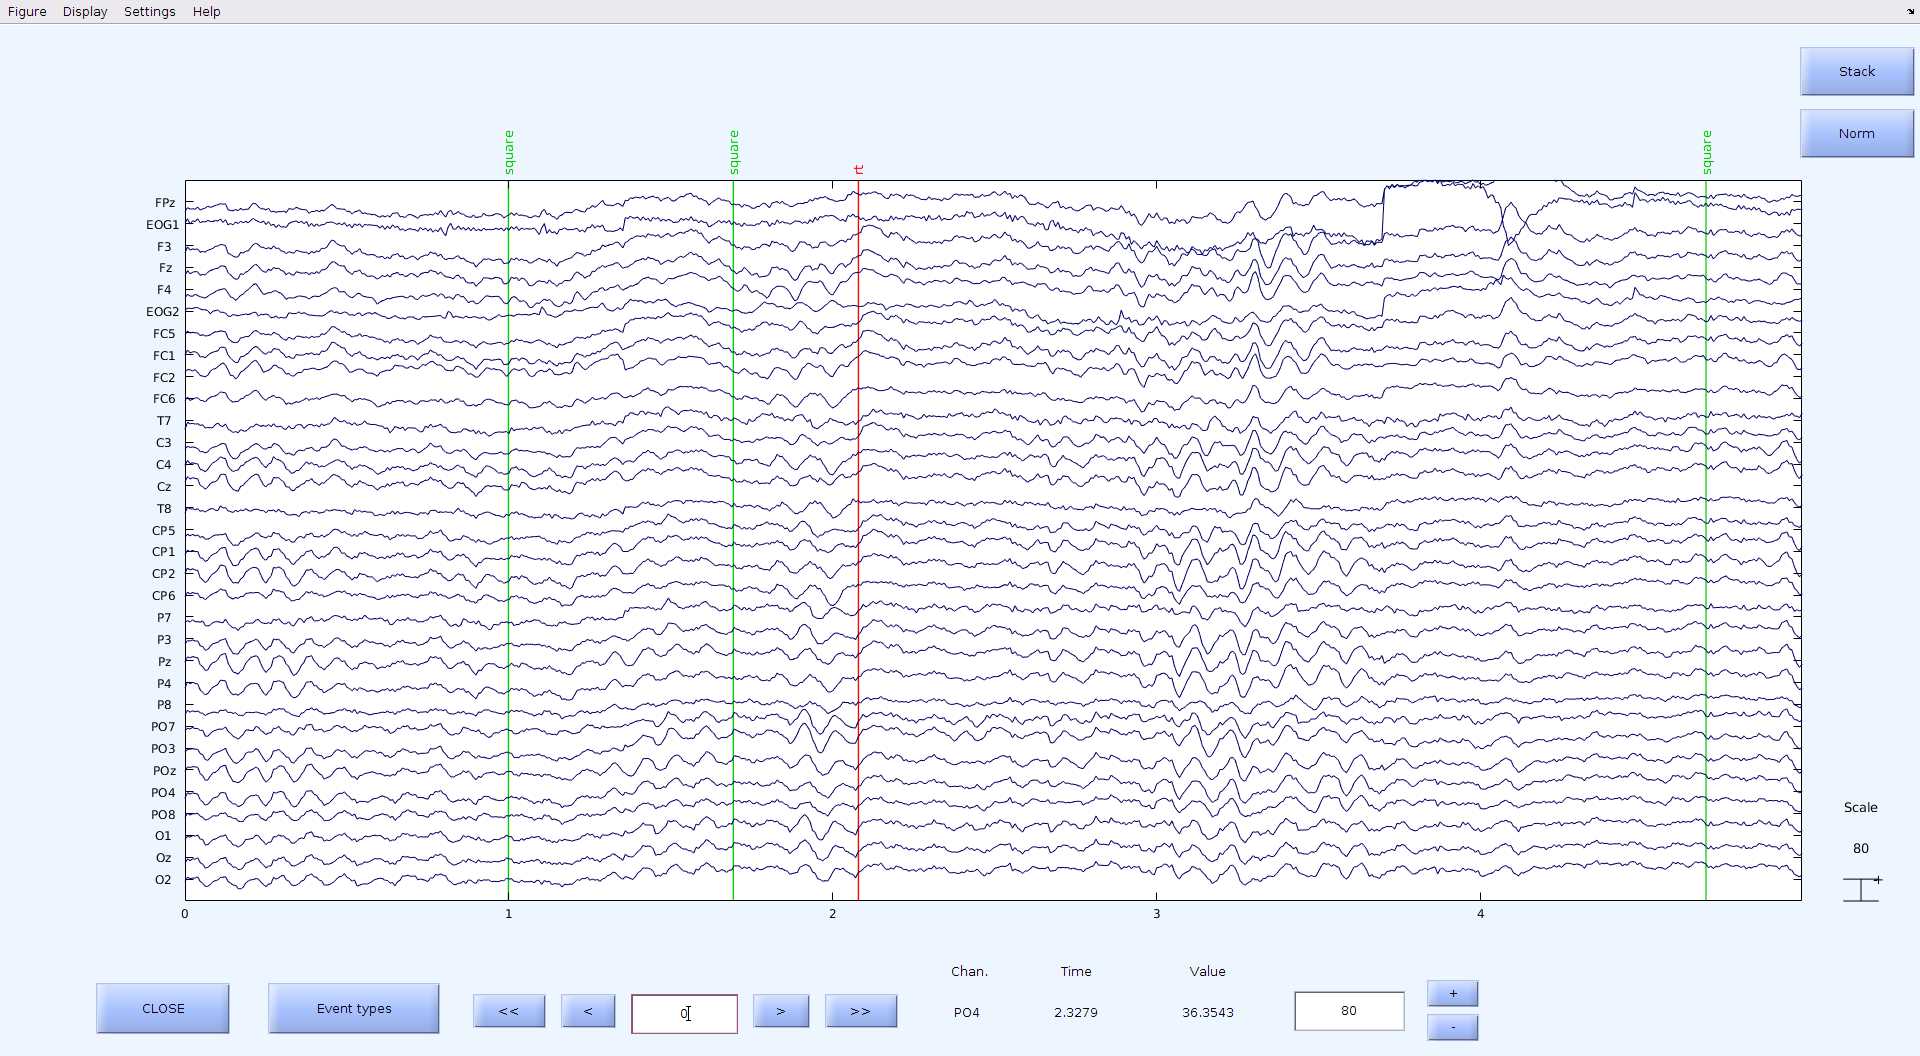 Figure Display Settings Help
Stack
Norm
square square rt square
FPz
EOG1
F3
Fz
F4
EOG2
FC5
FC1
FC2
FC6
T7
C3
C4
Cz
T8
CP5
CP1
CP2
CP6
P7
P3
Pz
P4
P8
PO7
PO3
POz
PO4
PO8
O1
Oz
O2
0 1 2 3 4
Scale
80
+
Chan. Time Value
CLOSE Event types << < 0 > >> PO4 2.3279 36.3543 80
+
-